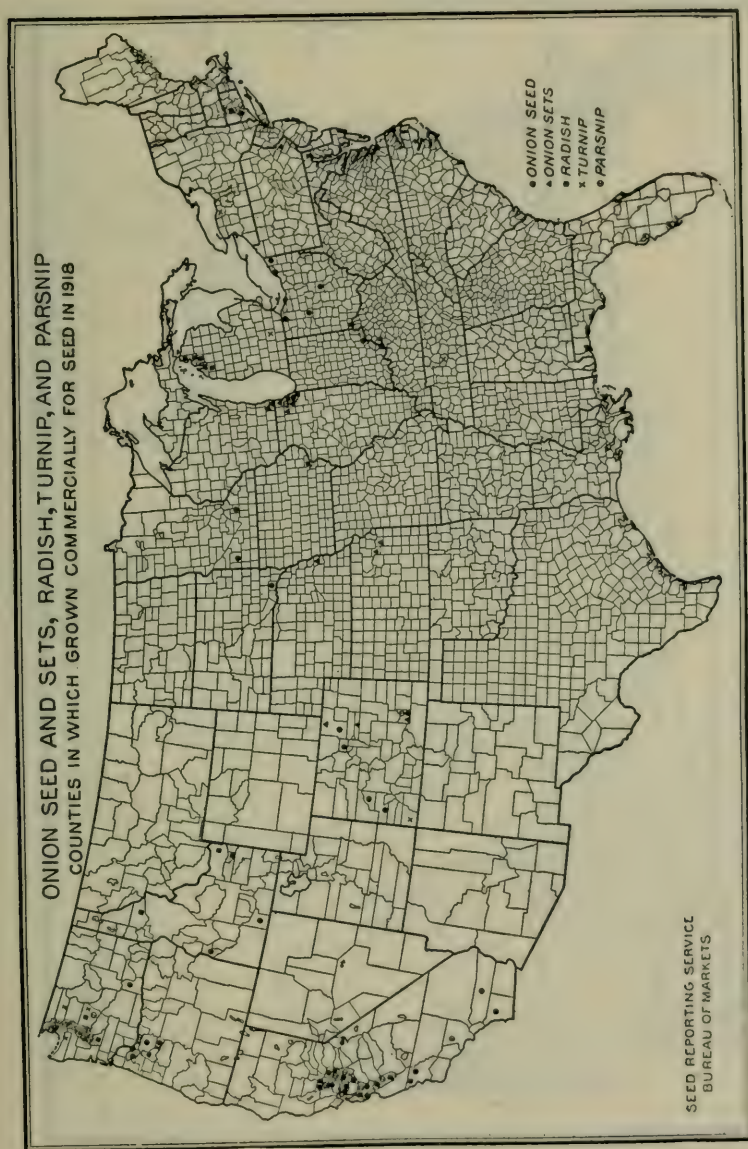 ONION SEED AND SETS, RADISH, TURNIP, AND PARSNIP
COUNTIES IN WHICH GROWN COMMERCIALLY FOR SEED IN 1918
ONION SEED
ONION SETS
RADISH
TURNIP
PARSNIP
SEED REPORTING SERVICE
BUREAU OF MARKETS